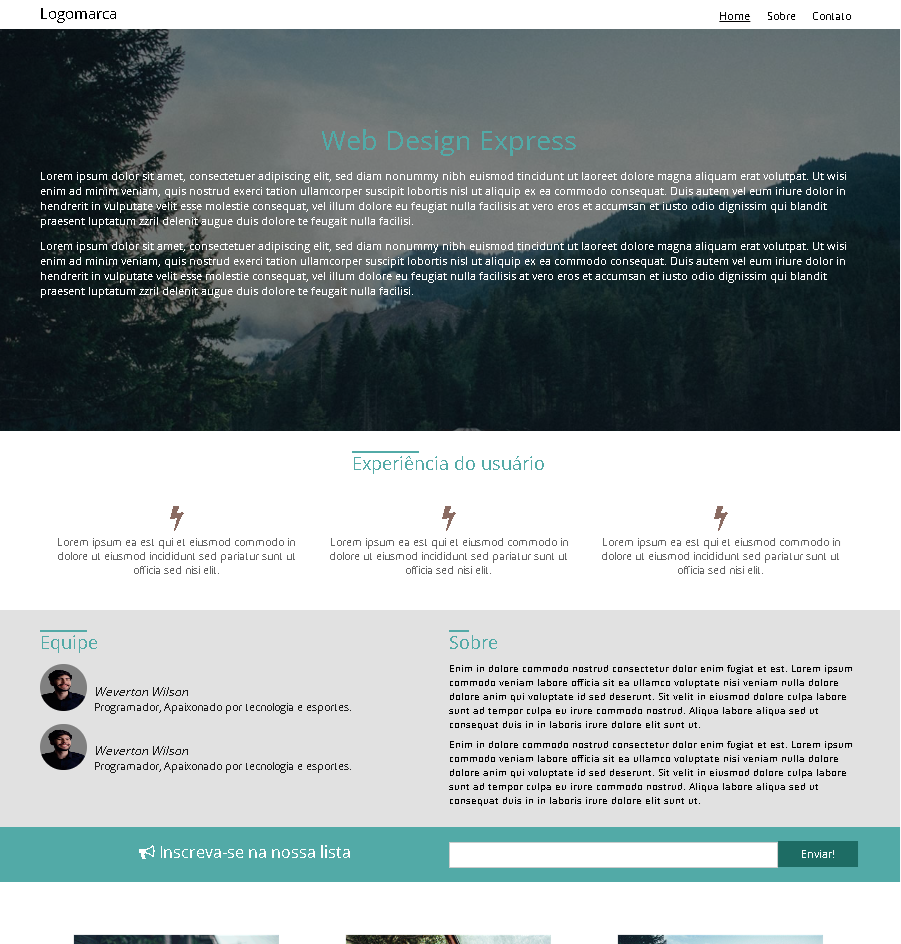 Logomarca
Home Sobre Contato
Web Design Express
Lorem ipsum dolor sit amet, consectetuer adipiscing elit, sed diam nonummy nibh euismod tincidunt ut laoreet dolore magna aliquam erat volutpat. Ut wisi
enim ad minim veniam, quis nostrud exerci tation ullamcorper suscipit lobortis nisl ut aliquip ex ea commodo consequat. Duis autem vel eum iriure dolor in
hendrerit in vulputate velit esse molestie consequat, vel illum dolore eu feugiat nulla facilisis at vero eros et accumsan et iusto odio dignissim qui blandit
praesent luptatum zzril delenit augue duis dolore te feugait nulla facilisi.
Lorem ipsum dolor sit amet, consectetuer adipiscing elit, sed diam nonummy nibh euismod tincidunt ut laoreet dolore magna aliquam erat volutpat. Ut wisi
enim ad minim veniam, quis nostrud exerci tation ullamcorper suscipit lobortis nisl ut aliquip ex ea commodo consequat. Duis autem vel eum iriure dolor in
hendrerit in vulputate velit esse molestie consequat, vel illum dolore eu feugiat nulla facilisis at vero eros et accumsan et iusto odio dignissim qui blandit
praesent luptatum zzril delenit augue duis dolore te feugait nulla facilisi.
Experiência do usuário
Lorem ipsum ea est qui et eiusmod commodo in
dolore ut eiusmod incididunt sed pariatur sunt ut
officia sed nisi elit.
Lorem ipsum ea est qui et eiusmod commodo in
dolore ut eiusmod incididunt sed pariatur sunt ut
officia sed nisi elit.
Lorem ipsum ea est qui et eiusmod commodo in
dolore ut eiusmod incididunt sed pariatur sunt ut
officia sed nisi elit.
Equipe
Weverton Wilson
Programador, Apaixonado por tecnologia e esportes.
Weverton Wilson
Programador, Apaixonado por tecnologia e esportes.
Sobre
Enim in dolore commodo nostrud consectetur dolor enim fugiat et est. Lorem ipsum
commodo veniam labore officia sit ea ullamco voluptate nisi veniam nulla dolore
dolore anim qui voluptate id sed deserunt. Sit velit in eiusmod dolore culpa labore
sunt ad tempor culpa eu irure commodo nostrud. Aliqua labore aliqua sed ut
consequat duis in in laboris irure dolore elit sunt ut.
Enim in dolore commodo nostrud consectetur dolor enim fugiat et est. Lorem ipsum
commodo veniam labore officia sit ea ullamco voluptate nisi veniam nulla dolore
dolore anim qui voluptate id sed deserunt. Sit velit in eiusmod dolore culpa labore
sunt ad tempor culpa eu irure commodo nostrud. Aliqua labore aliqua sed ut
consequat duis in in laboris irure dolore elit sunt ut.
Inscreva-se na nossa lista
Enviar!